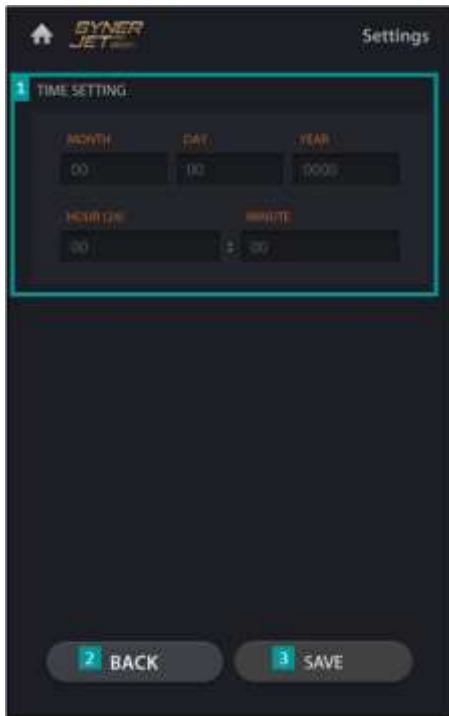 GYNER
JET
Settings
1 TIME SETTING
MONTH DAY YEAR
00 00 0000
HOUR (24) MINUTE
00 : 00
2 BACK
3 SAVE